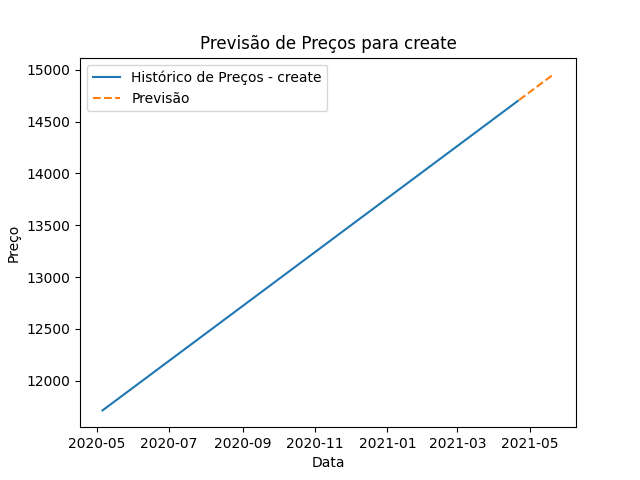 Previsão de Preços para create
Histórico de Preços - create
Previsão
15000
14500
14000
13500
13000
12500
12000
Preço
2020-05 2020-07 2020-09 2020-11 2021-01 2021-03 2021-05
Data